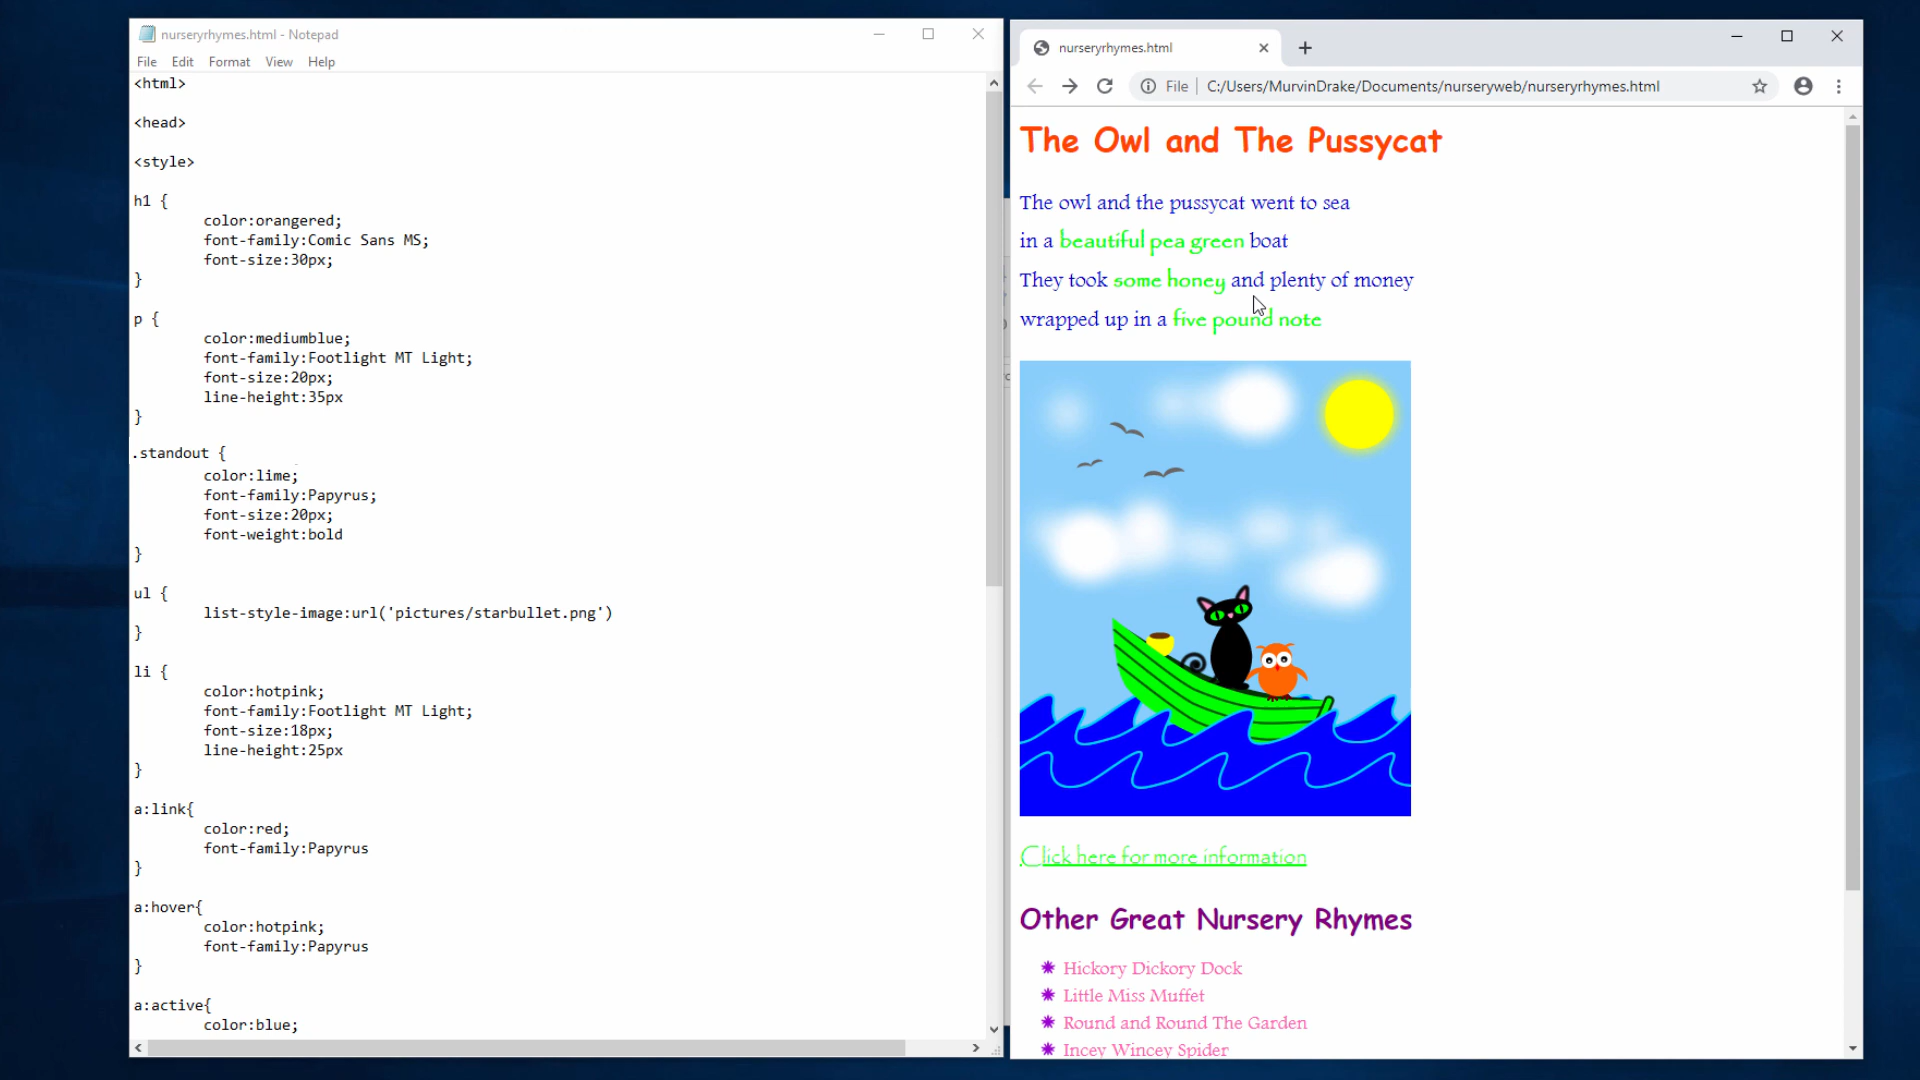 nurseryrhymes.html - Notepad
File Edit Format View Help
<html>
<head>
<style>
h1 {
color:orangered;
font-family:Comic Sans MS;
font-size:30px;
}
p {
color:mediumblue;
font-family:Footlight MT Light;
font-size:20px;
line-height:35px
}
.standout {
color:lime;
font-family:Papyrus;
font-size:20px;
font-weight:bold
}
ul {
list-style-image:url('pictures/starbullet.png')
}
li {
color:hotpink;
font-family:Footlight MT Light;
font-size:18px;
line-height:25px
}
a:link{
color:red;
font-family:Papyrus
}
a:hover{
color:hotpink;
font-family:Papyrus
}
a:active{
color:blue;
nurseryrhymes.html
File C:/Users/MurvinDrake/Documents/nurseryweb/nurseryrhymes.html
The Owl and The Pussycat
The owl and the pussycat went to sea
in a beautiful pea green boat
They took some honey and plenty of money
wrapped up in a five pound note
Click here for more information
Other Great Nursery Rhymes
Hickory Dickory Dock
Little Miss Muffet
Round and Round The Garden
Incey Wincey Spider